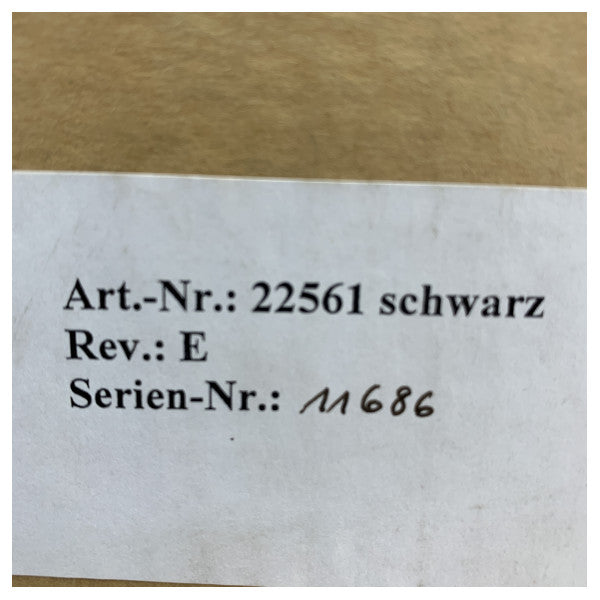 Art.-Nr.: 22561 schwarz
Rev.: E
Serien-Nr.: 11686